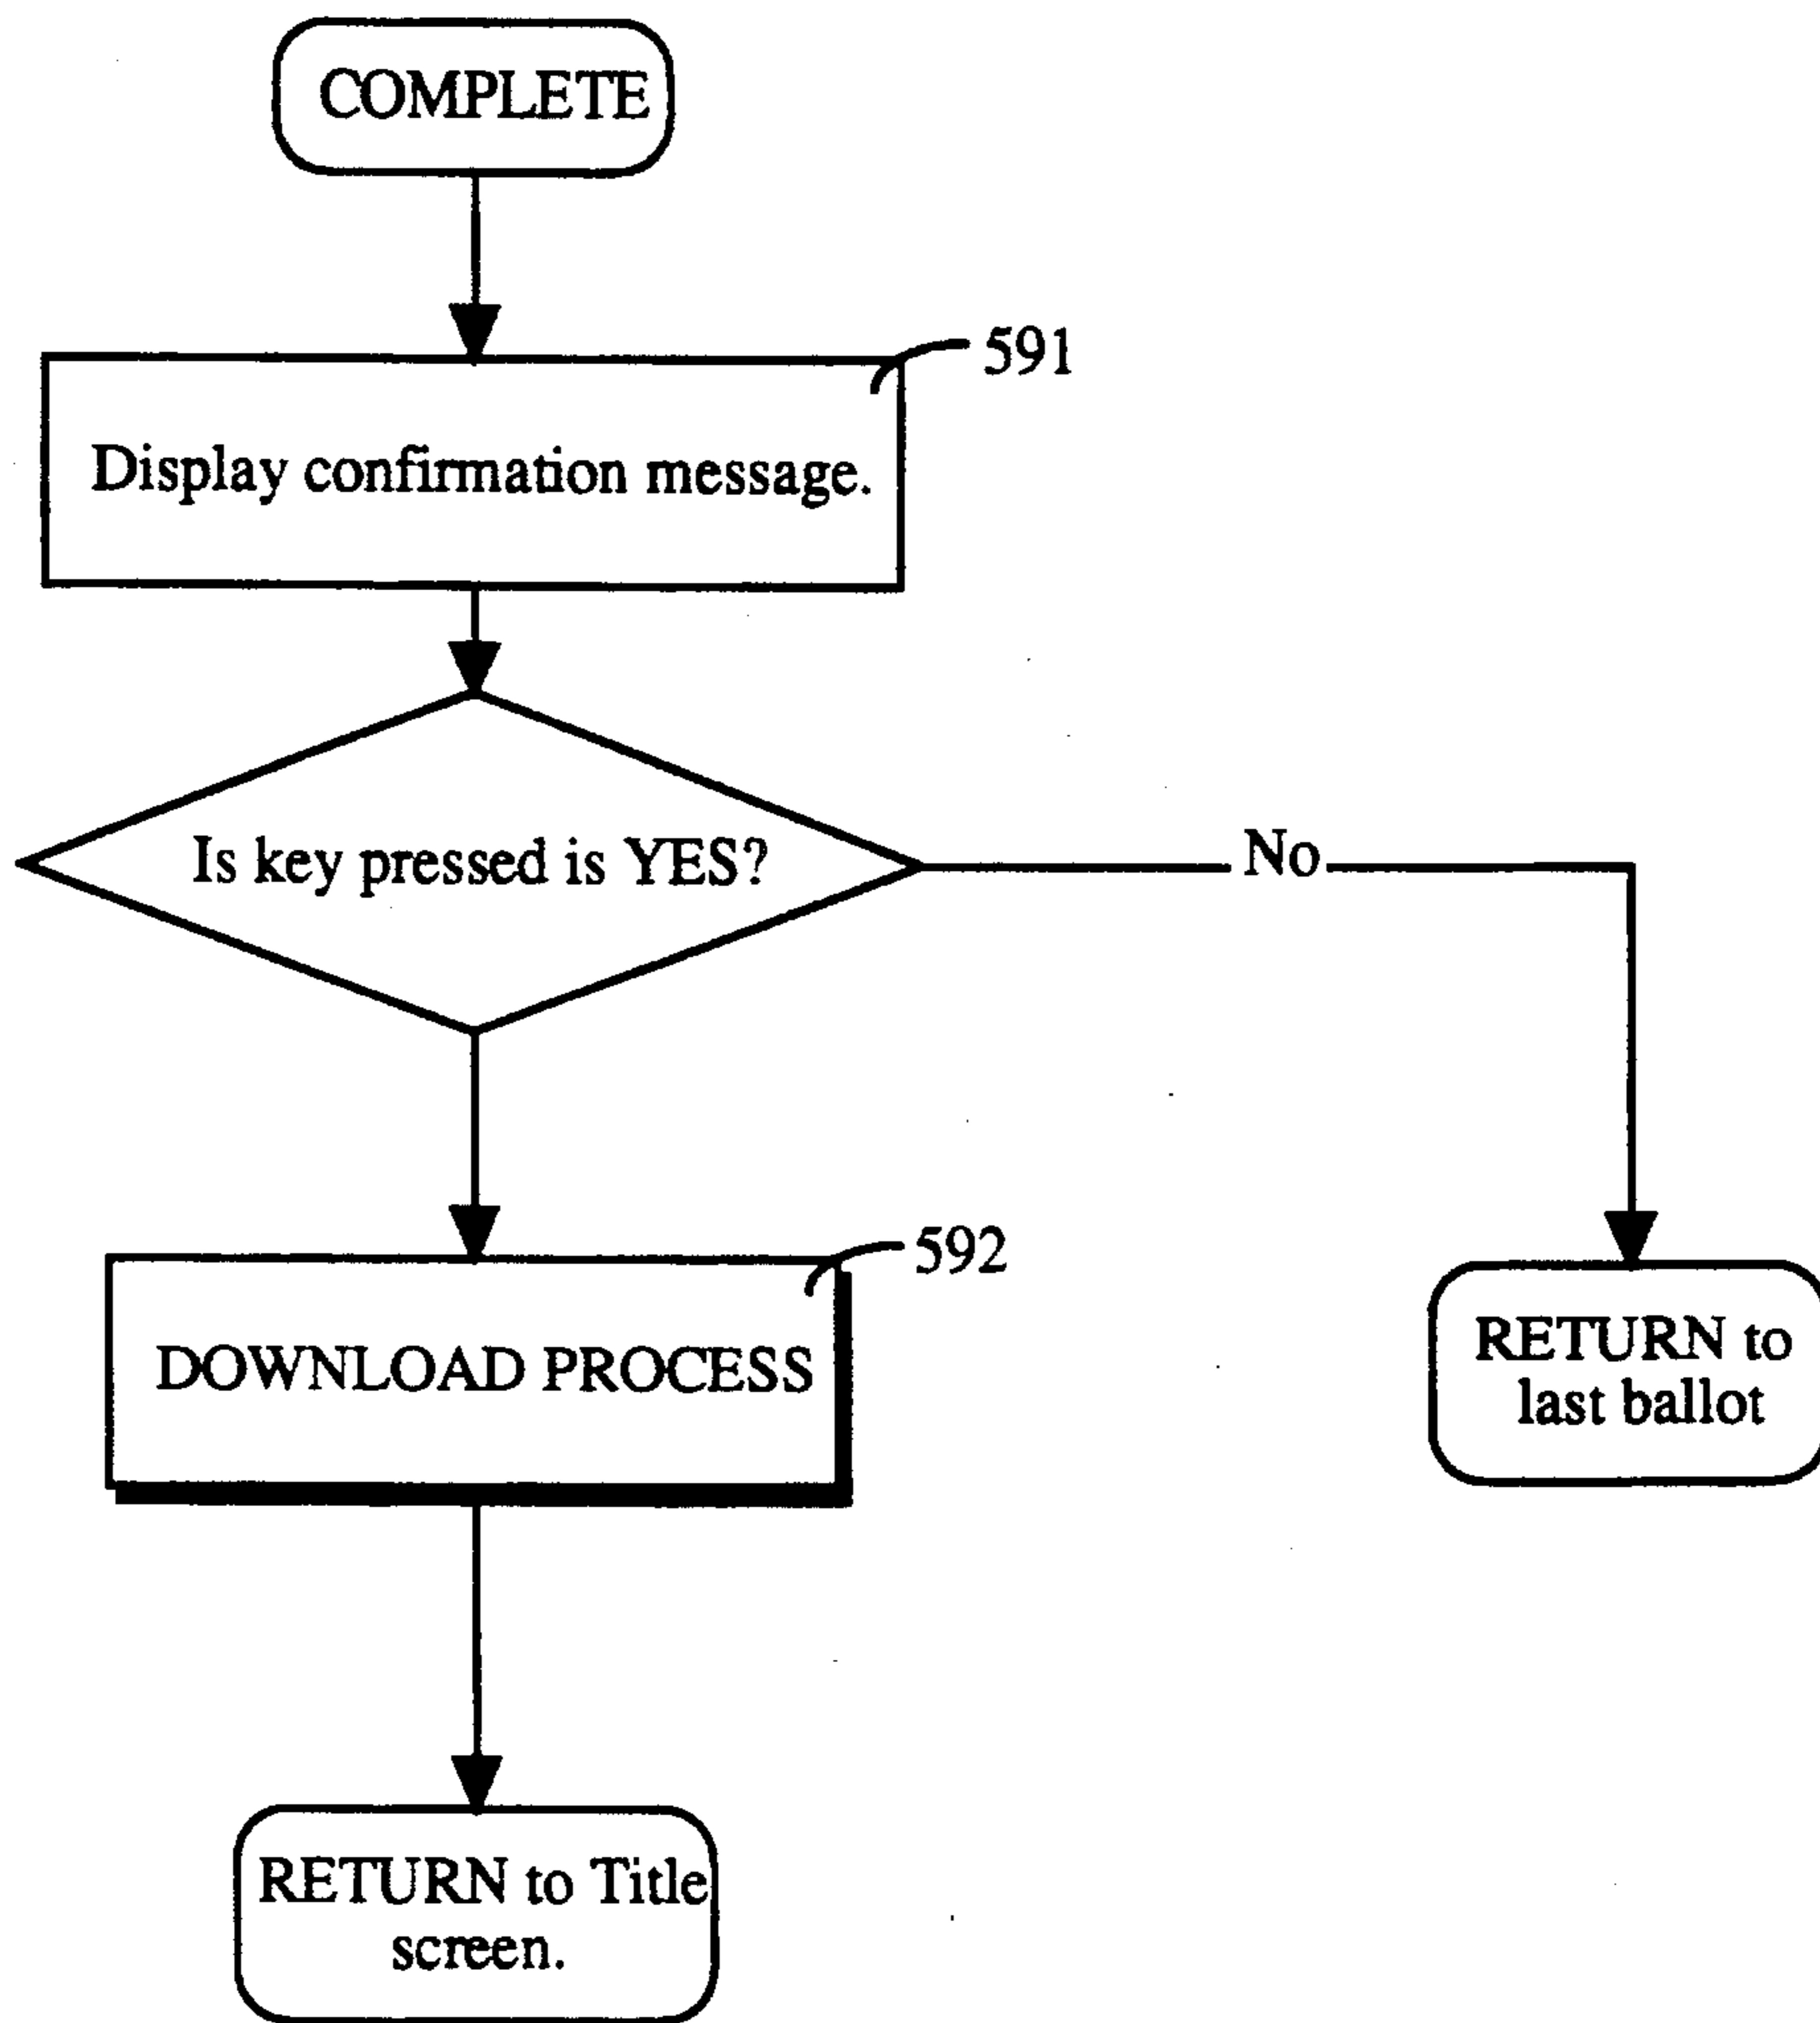 COMPLETE
591
Display confirmation message.
Is key pressed is YES?
No
592
DOWNLOAD PROCESS
RETURN to
last ballot
RETURN to Title
screen.